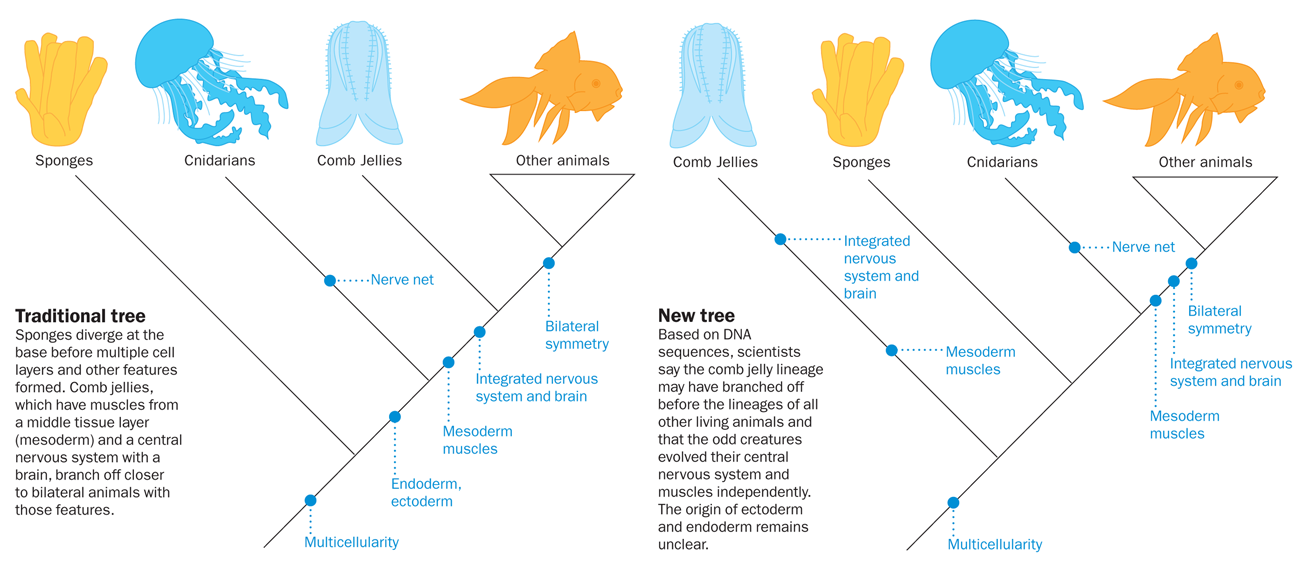 Sponges
Cnidarians
Comb Jellies
Other animals
Nerve net
Bilateral
symmetry
Integrated nervous
system and brain
Mesoderm
muscles
Endoderm,
ectoderm
Multicellularity
Traditional tree
Sponges diverge at the
base before multiple cell
layers and other features
formed. Comb jellies,
which have muscles from
a middle tissue layer
(mesoderm) and a central
nervous system with a
brain, branch off closer
to bilateral animals with
those features.
Comb Jellies
Sponges
Cnidarians
Other animals
Integrated
nervous
system and
brain
Nerve net
Mesoderm
muscles
Bilateral
symmetry
Integrated nervous
system and brain
Mesoderm
muscles
Multicellularity
New tree
Based on DNA
sequences, scientists
say the comb jelly lineage
may have branched off
before the lineages of all
other living animals and
that the odd creatures
evolved their central
nervous system and
muscles independently.
The origin of ectoderm
and endoderm remains
unclear.